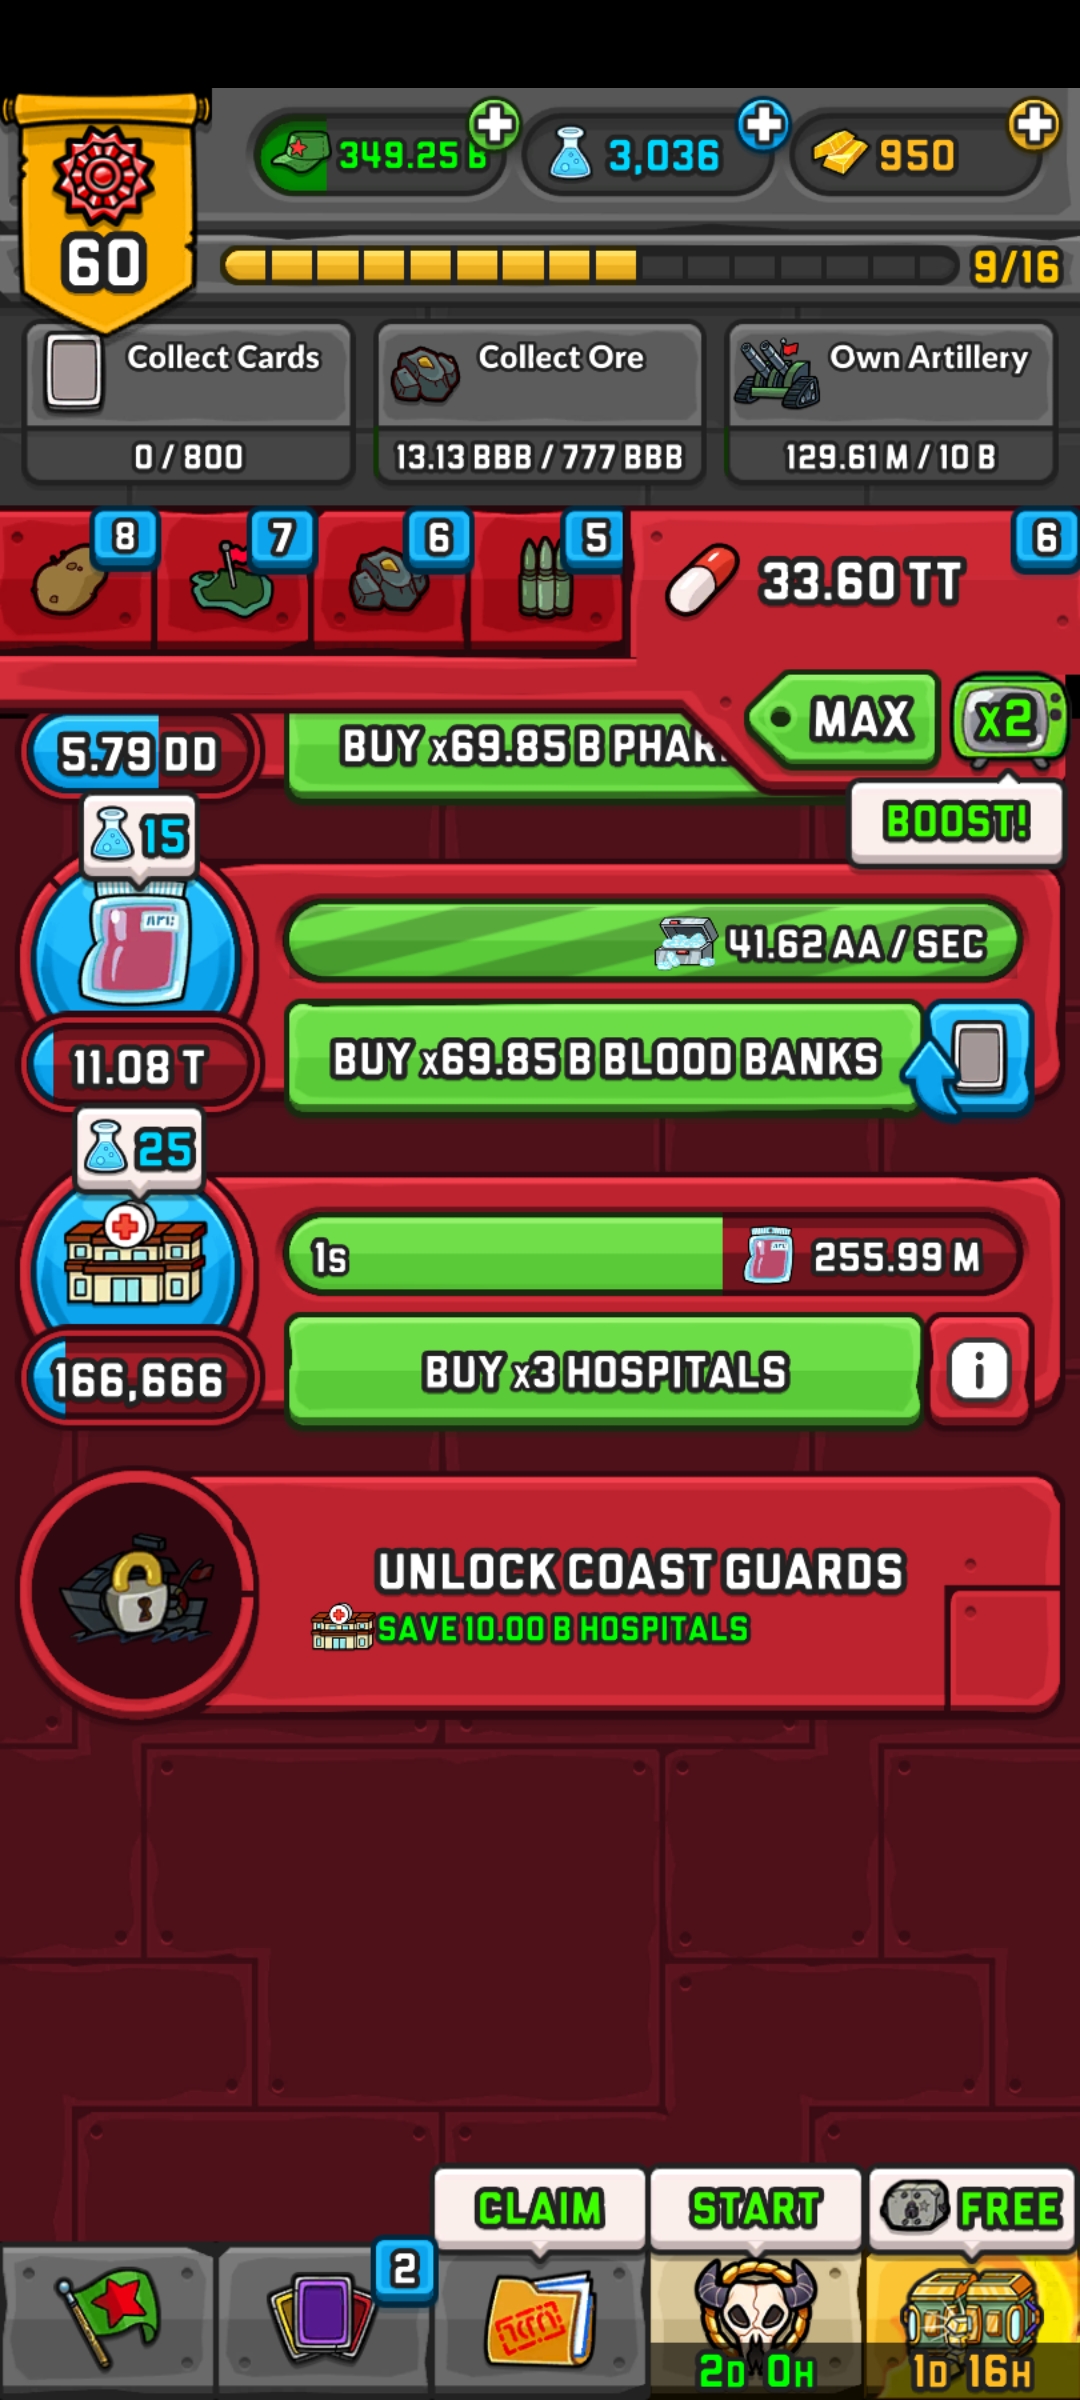 60
349.25 B
3,036
950
9/16
Collect Cards
0 / 800
Collect Ore
13.13 BBB / 777 BBB
Own Artillery
129.61 M / 10 B
8
7
6
5
33.60 TT
6
MAX
x2
BOOST!
5.79 DD
BUY x69.85 B PHAR
15
41.62 AA / SEC
11.08 T
BUY x69.85 B BLOOD BANKS
25
1s
255.99 M
166,666
BUY x3 HOSPITALS
i
UNLOCK COAST GUARDS
SAVE 10.00 B HOSPITALS
CLAIM
START
FREE
2
2D 0H
1D 16H